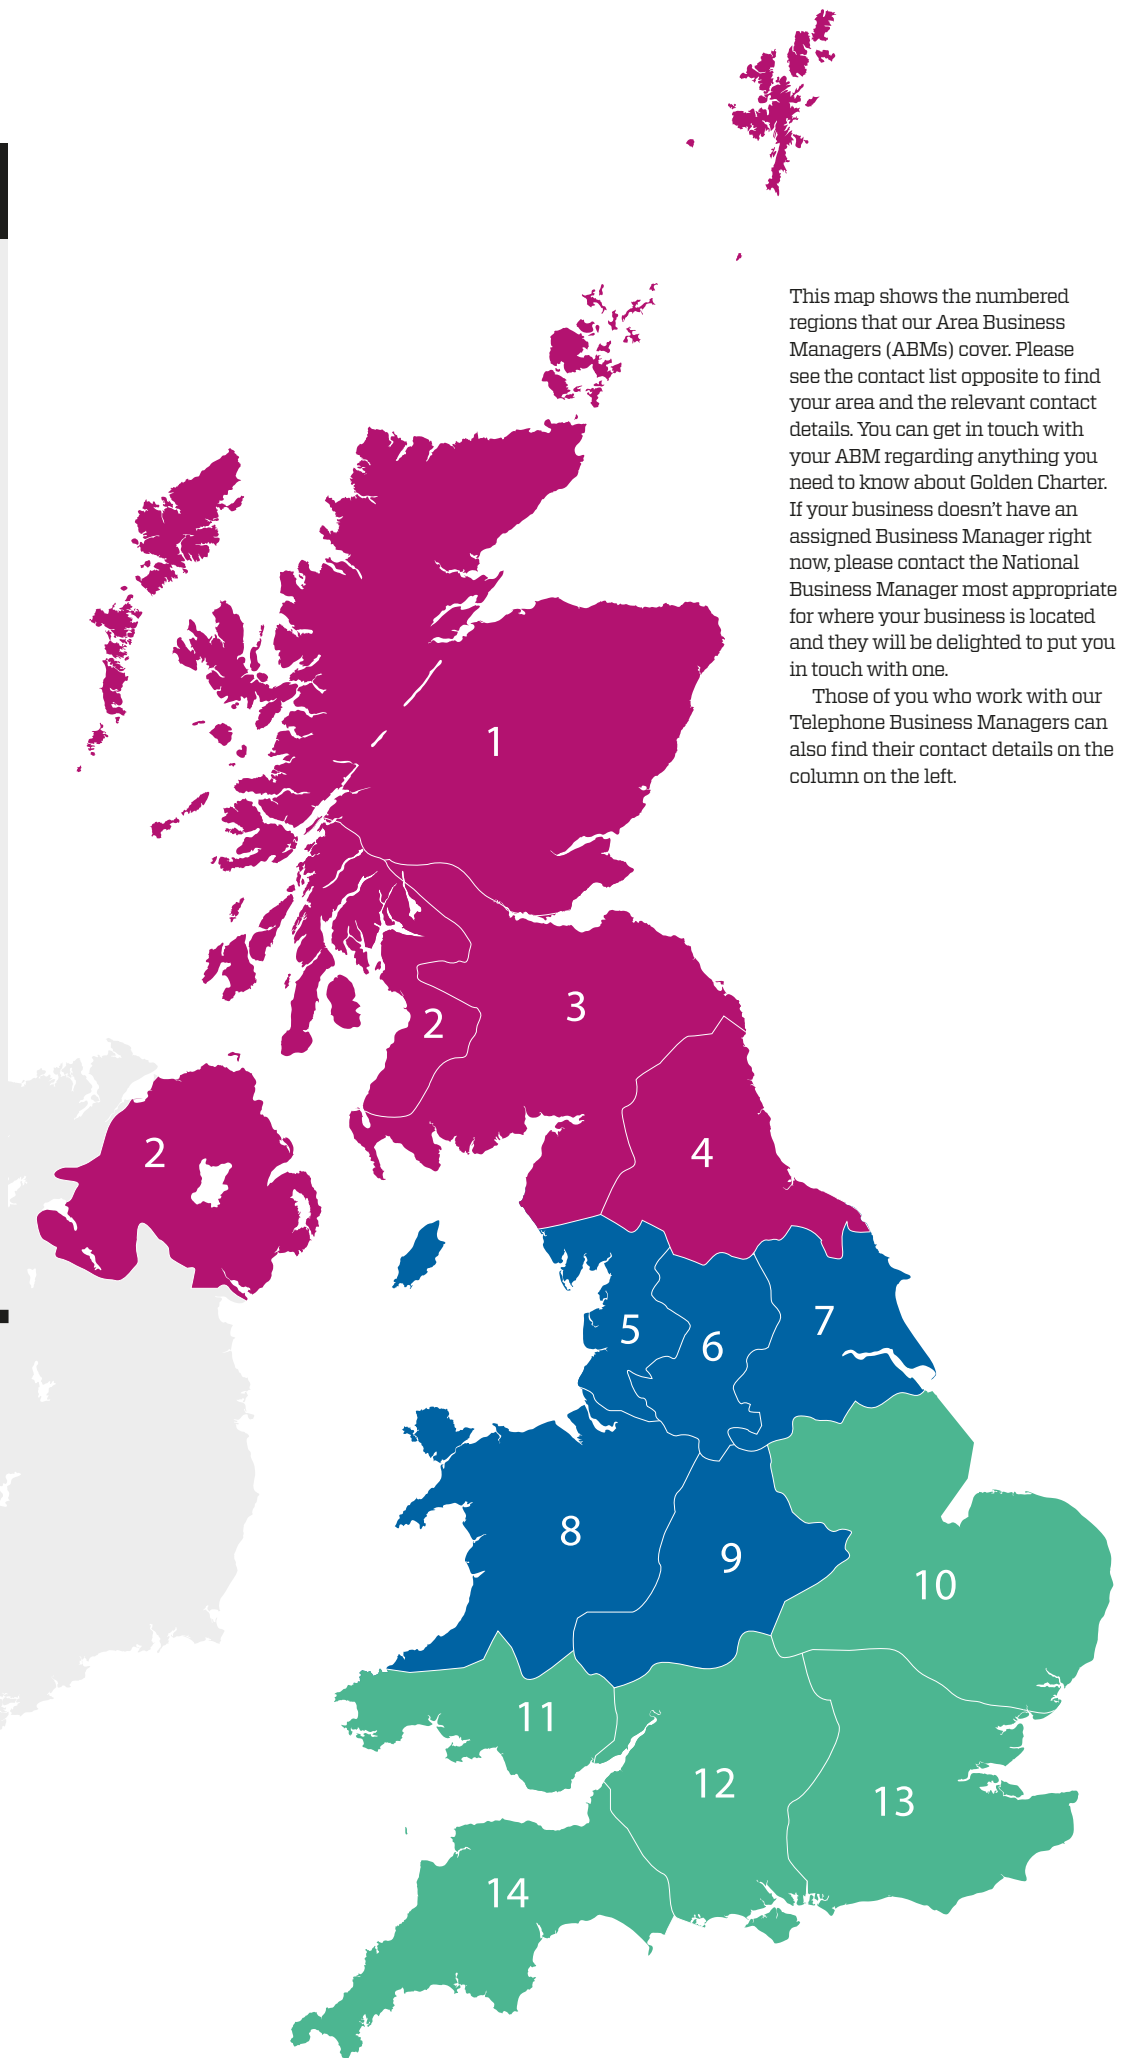 This map shows the numbered
regions that our Area Business
Managers (ABMs) cover. Please
see the contact list opposite to find
your area and the relevant contact
details. You can get in touch with
your ABM regarding anything you
need to know about Golden Charter.
If your business doesn’t have an
assigned Business Manager right
now, please contact the National
Business Manager most appropriate
for where your business is located
and they will be delighted to put you
in touch with one.
Those of you who work with our
Telephone Business Managers can
also find their contact details on the
column on the left.
1
3
2
2
4
5
6
7
8
9
10
11
12
13
14